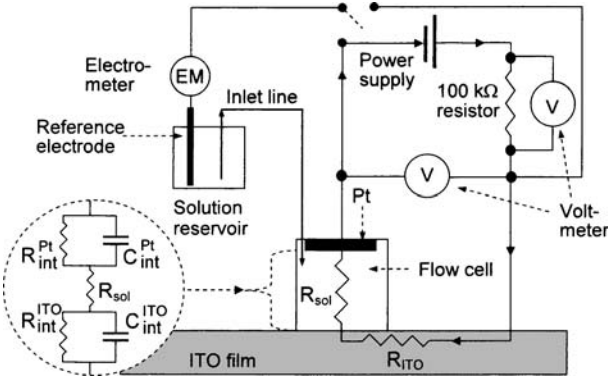 Electro-
meter
EM
Power
supply
100 kΩ
resistor
V
Inlet line
Reference
electrode
Solution
reservoir
V
Volt-
meter
Pt
Flow cell
R_sol
R_int^Pt
C_int^Pt
R_sol
R_int^ITO
C_int^ITO
ITO film
R_ITO